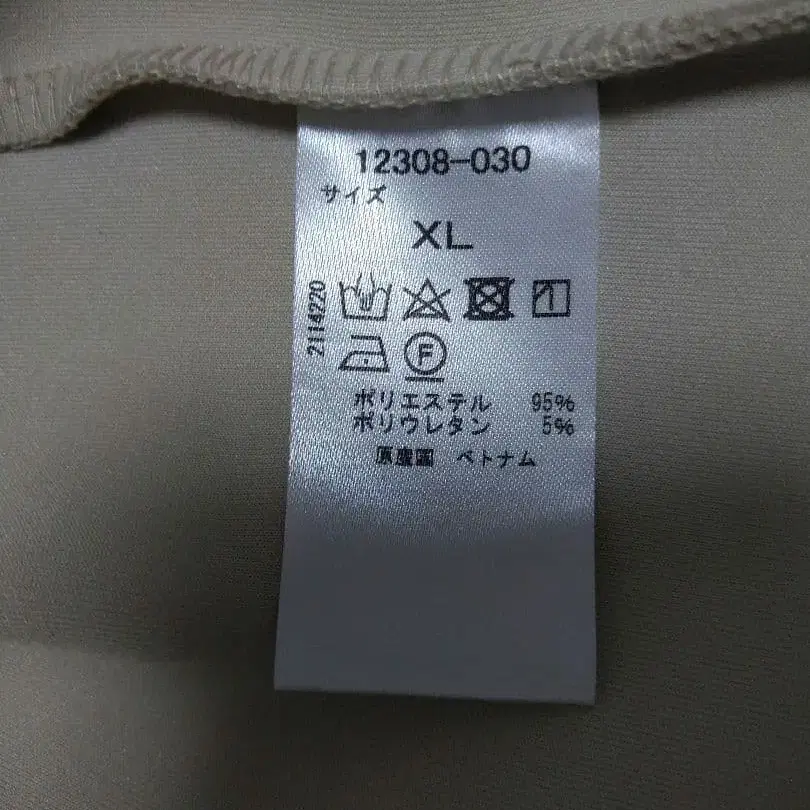 12308-030
サイズ
XL
2114220
F
ポリエステル 95%
ポリウレタン 5%
原産国 ベトナム